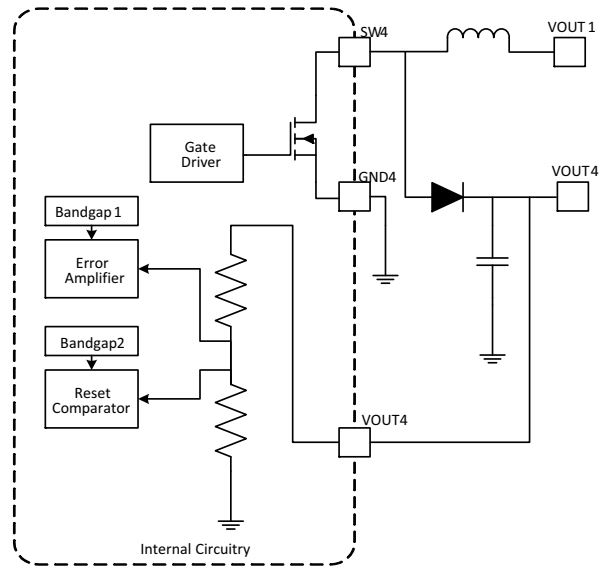 SW4
VOUT 1
Gate
Driver
GND4
VOUT4
Bandgap 1
Error
Amplifier
Bandgap2
Reset
Comparator
VOUT4
Internal Circuitry